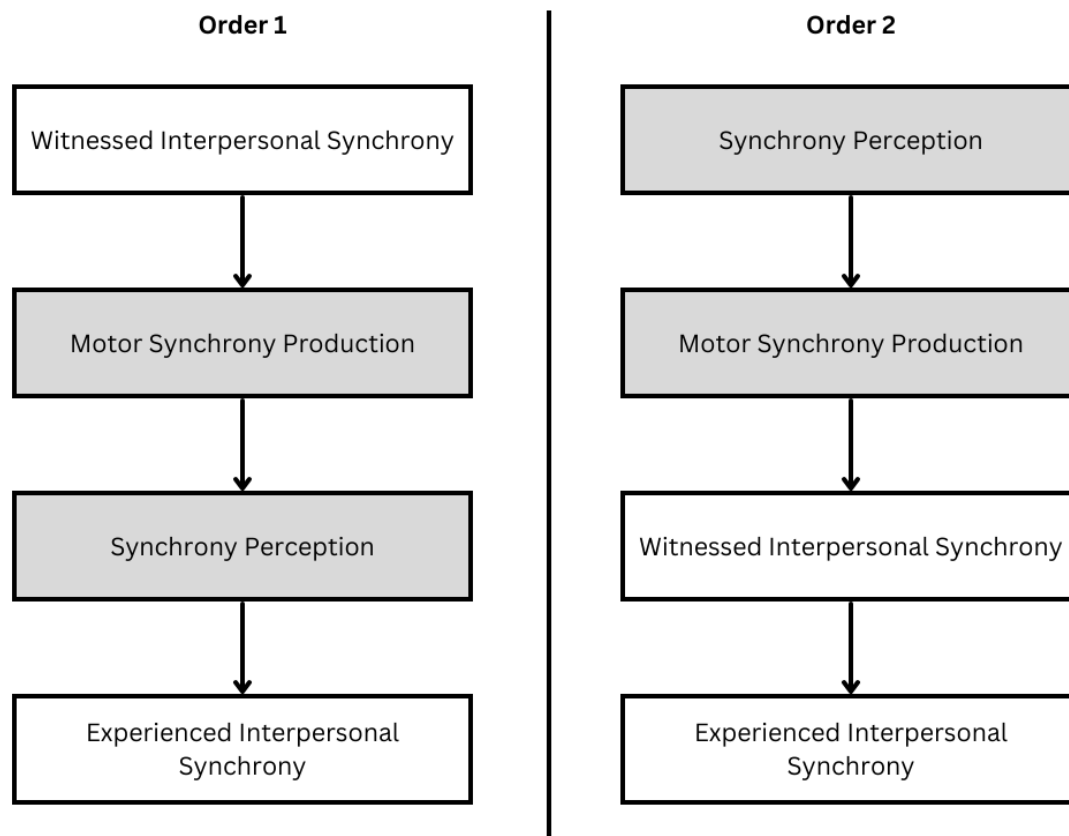 Order 1
Witnessed Interpersonal Synchrony
Motor Synchrony Production
Synchrony Perception
Experienced Interpersonal
Synchrony
Order 2
Synchrony Perception
Motor Synchrony Production
Witnessed Interpersonal Synchrony
Experienced Interpersonal
Synchrony